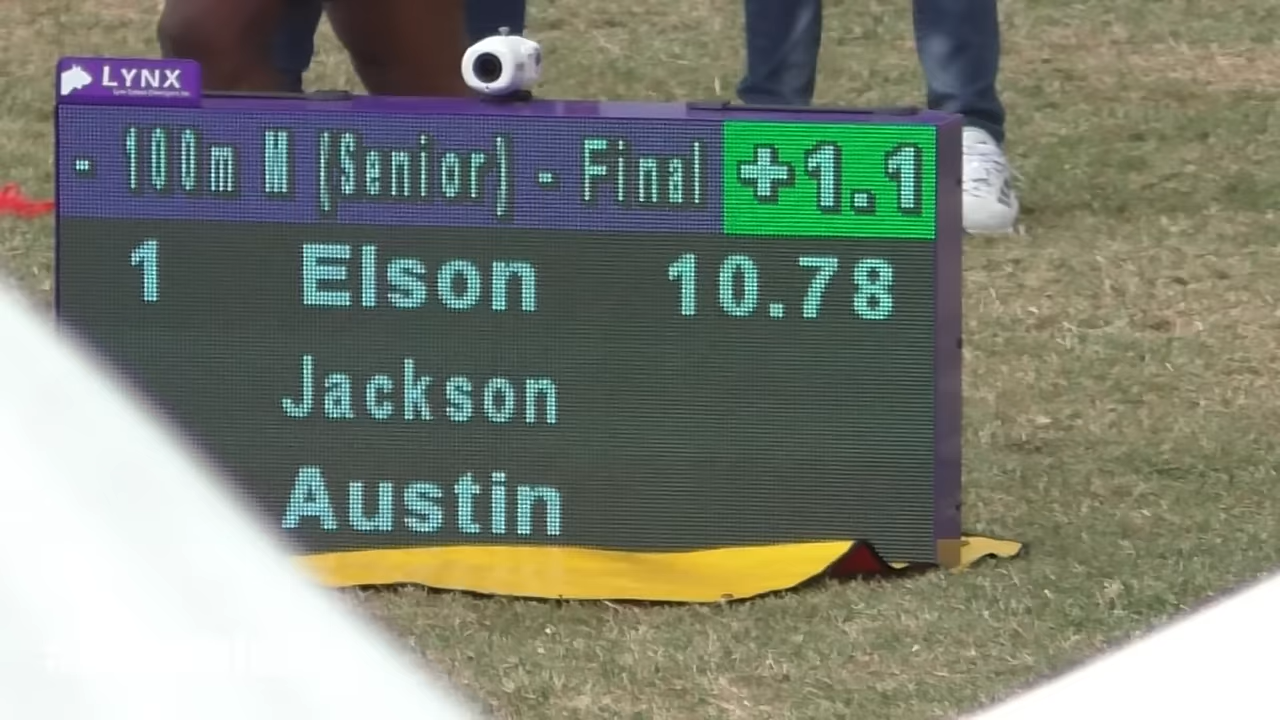 LYNX
- 100m M (Senior) - Final +1.1
1 Elson 10.78
Jackson
Austin